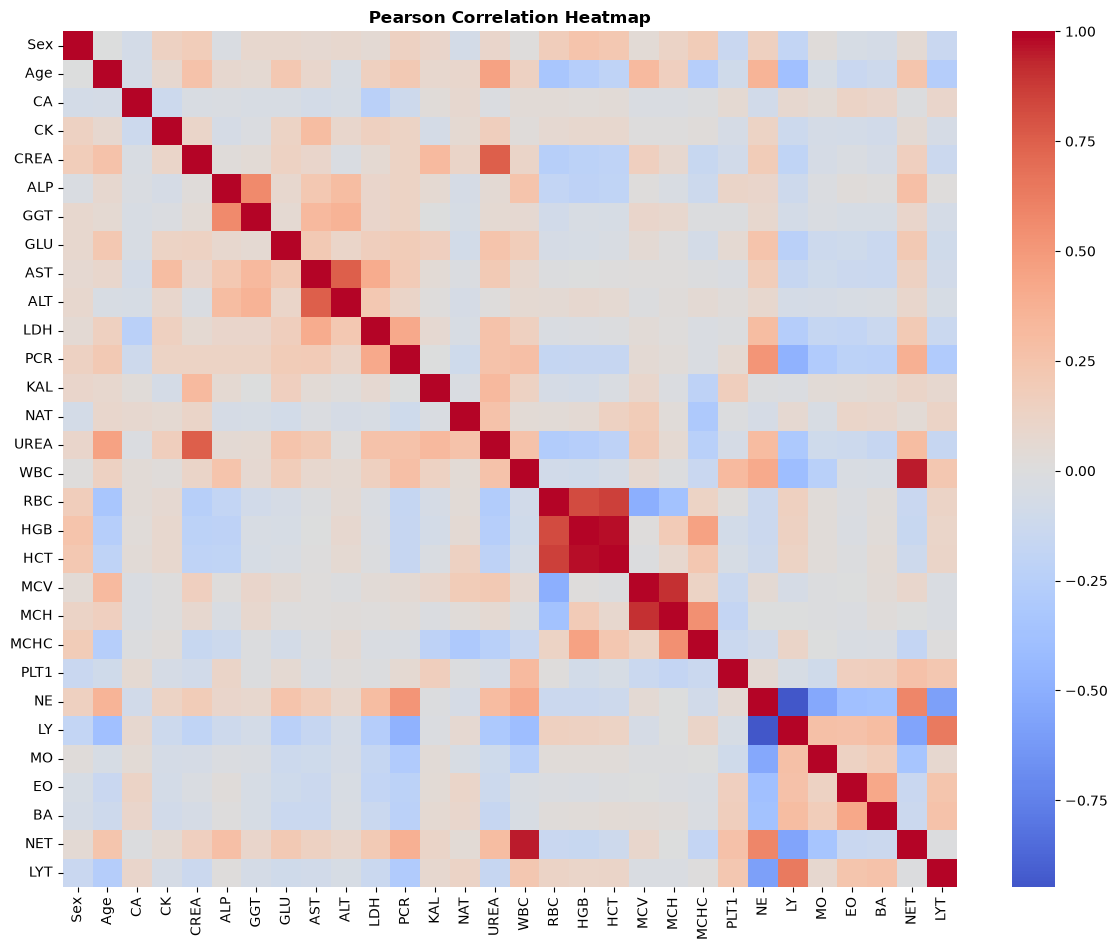 Pearson Correlation Heatmap
Sex
Age
CA
CK
CREA
ALP
GGT
GLU
AST
ALT
LDH
PCR
KAL
NAT
UREA
WBC
RBC
HGB
HCT
MCV
MCH
MCHC
PLT1
NE
LY
MO
EO
BA
NET
LYT
Sex Age CA CK CREA ALP GGT GLU AST ALT LDH PCR KAL NAT UREA WBC RBC HGB HCT MCV MCH MCHC PLT1 NE LY MO EO BA NET LYT
1.00
0.75
0.50
0.25
0.00
−0.25
−0.50
−0.75